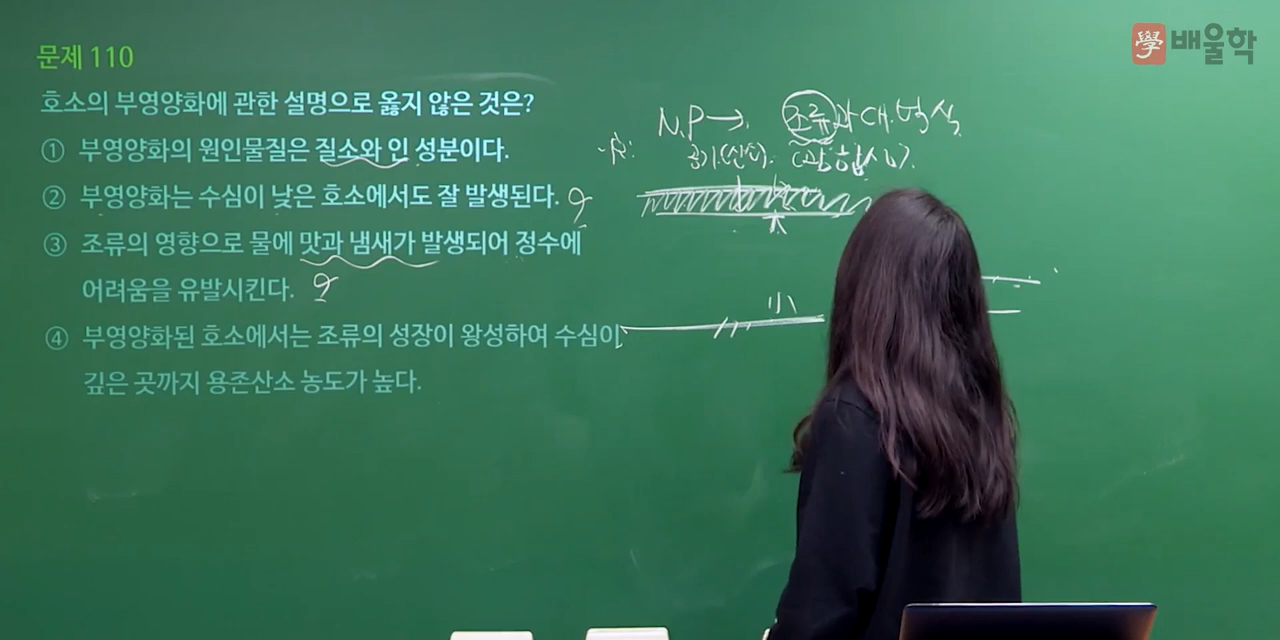 學 배울학
문제 110
호소의 부영양화에 관한 설명으로 옳지 않은 것은?
① 부영양화의 원인물질은 질소와 인 성분이다.
② 부영양화는 수심이 낮은 호소에서도 잘 발생된다.
③ 조류의 영향으로 물에 맛과 냄새가 발생되어 정수에
어려움을 유발시킨다.
④ 부영양화된 호소에서는 조류의 성장이 왕성하여 수심이
깊은 곳까지 용존산소 농도가 높다.
N.P → 조류과대번식
(광합성)